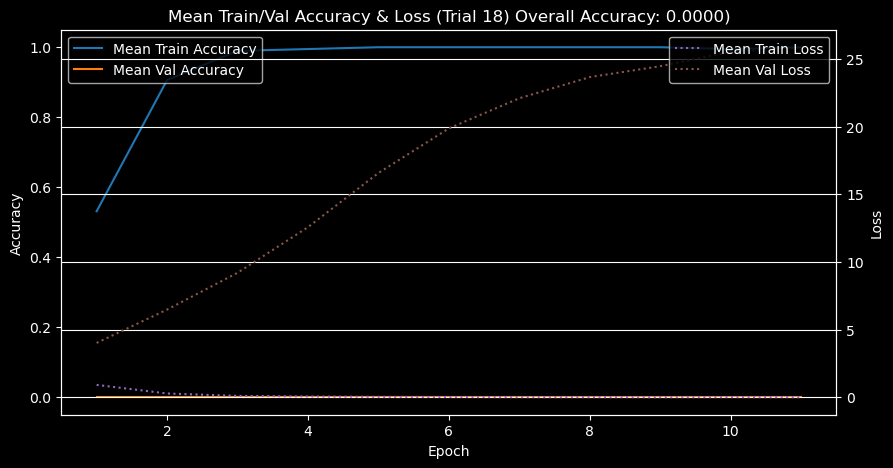 Mean Train/Val Accuracy & Loss (Trial 18) Overall Accuracy: 0.0000)
Mean Train Accuracy
Mean Val Accuracy
Mean Train Loss
Mean Val Loss
1.0
0.8
0.6
0.4
0.2
0.0
Accuracy
25
20
15
10
5
0
Loss
2 4 6 8 10
Epoch